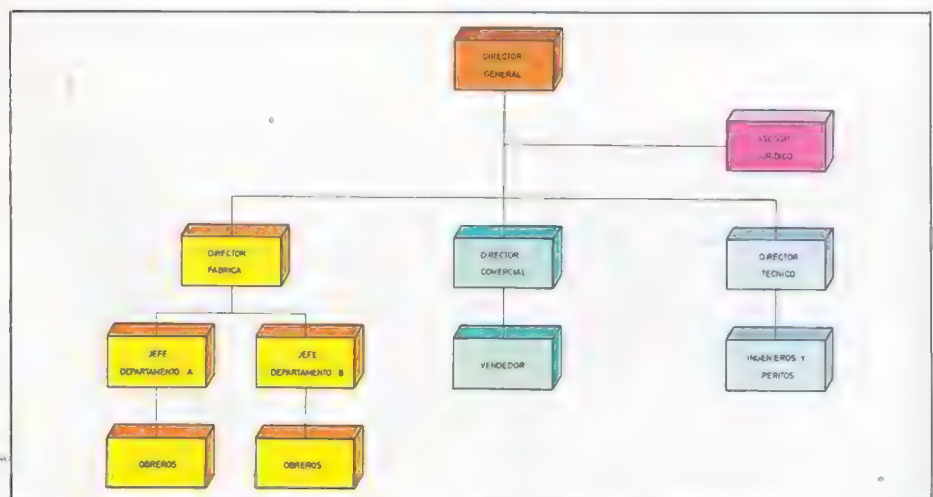 DIRECTOR
GENERAL
ASESOR
JURIDICO
DIRECTOR
FABRICA
DIRECTOR
COMERCIAL
DIRECTOR
TECNICO
JEFE
DEPARTAMENTO A
JEFE
DEPARTAMENTO B
VENDEDOR
INGENIEROS Y
PERITOS
OBREROS
OBREROS